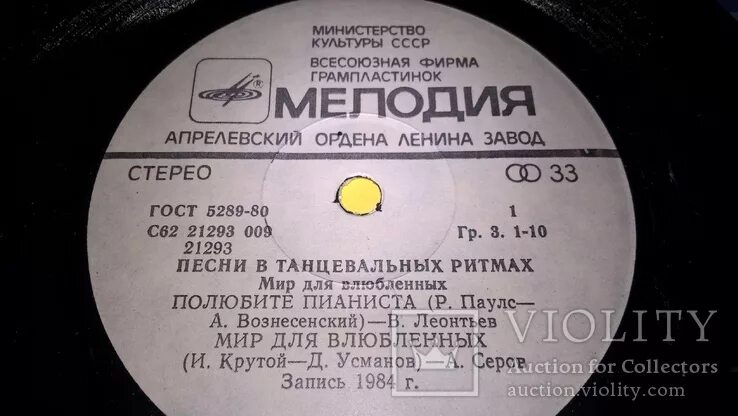 МИНИСТЕРСТВО
КУЛЬТУРЫ СССР
ВСЕСОЮЗНАЯ ФИРМА
ГРАМПЛАСТИНОК
®
МЕЛОДИЯ
АПРЕЛЕВСКИЙ ОРДЕНА ЛЕНИНА ЗАВОД
СТЕРЕО
33
ГОСТ 5289-80
1
С62 21293 009
Гр. 3. 1-10
21293
ПЕСНИ В ТАНЦЕВАЛЬНЫХ РИТМАХ
Мир для влюбленных
ПОЛЮБИТЕ ПИАНИСТА (Р. Паулс—
А. Вознесенский)—В. Леонтьев
МИР ДЛЯ ВЛЮБЛЕННЫХ
(И. Крутой—Д. Усманов)—А. Серов
Запись 1984 г.
VIOLITY
Auction for Collectors
auction.violity.com